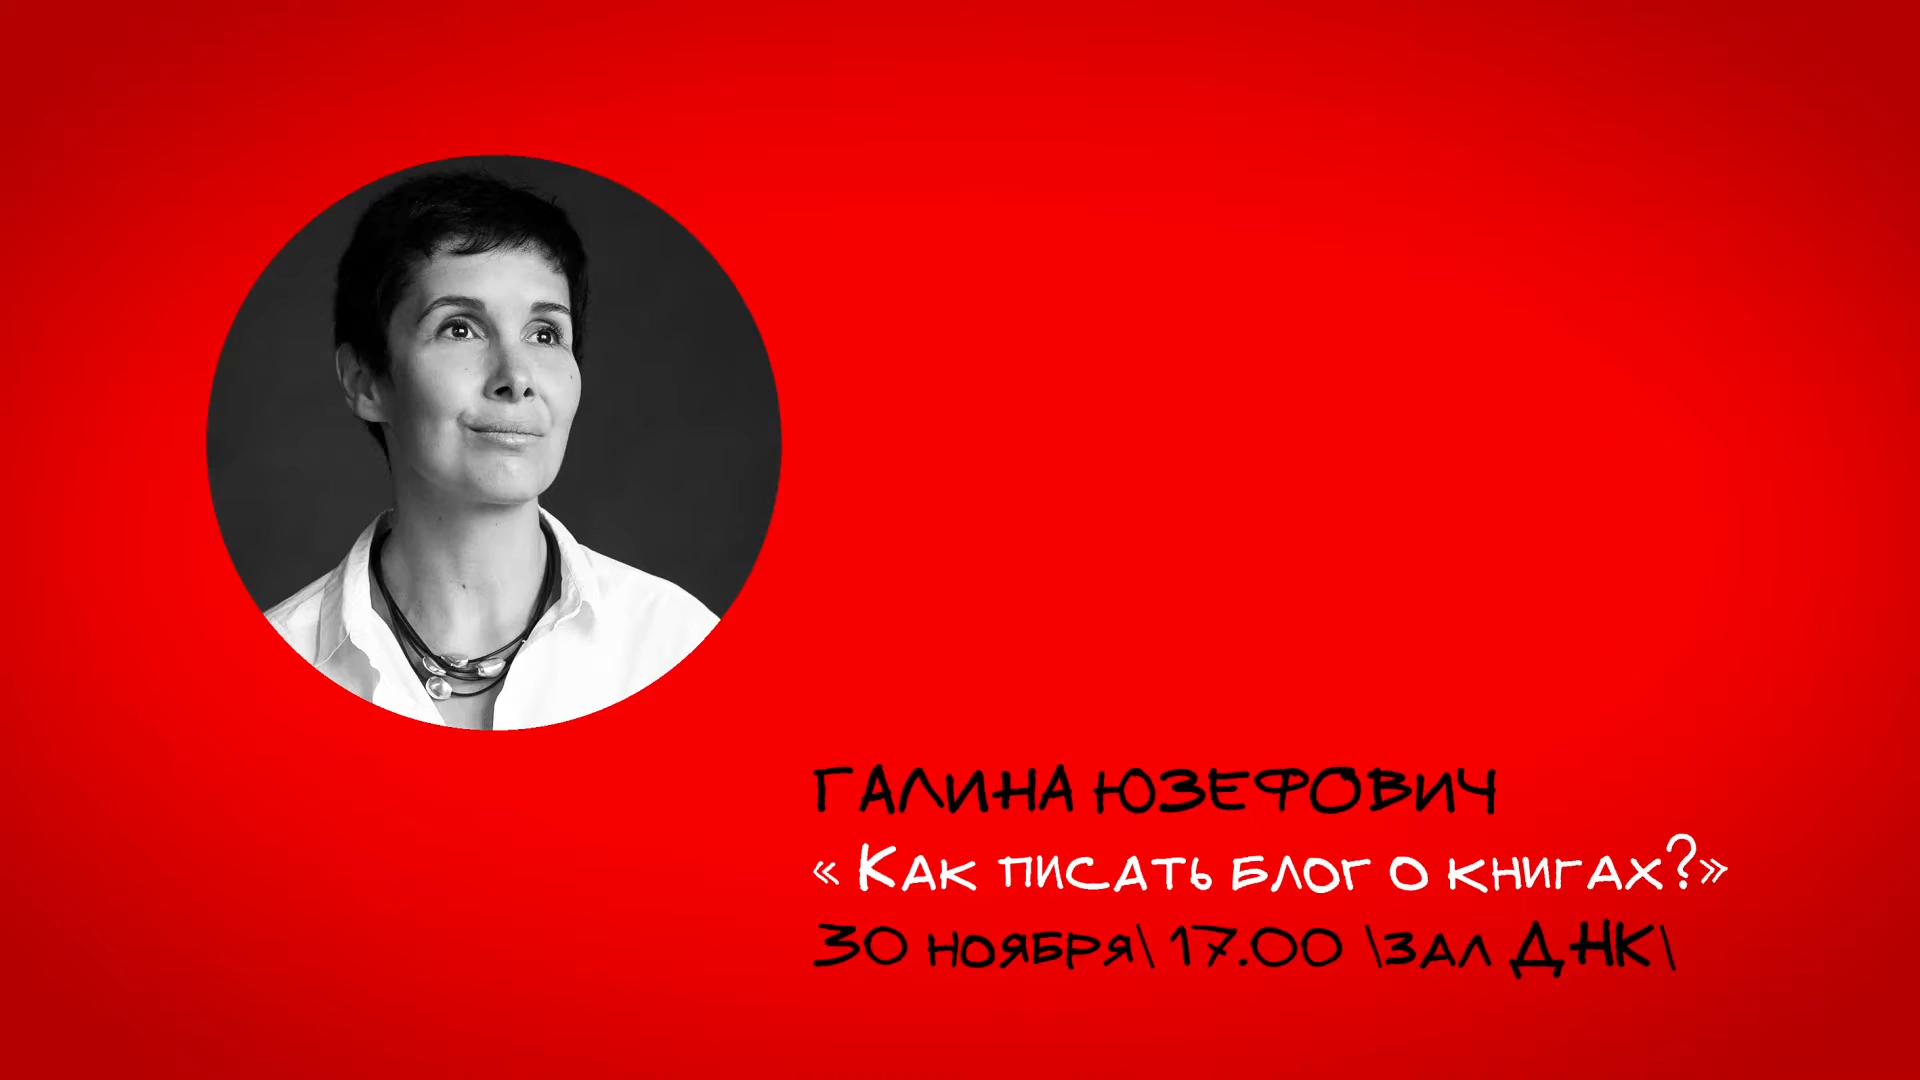 ГАЛИНА ЮЗЕФОВИЧ
« Как писать блог о книгах?»
30 ноября\ 17.00 \зал ДНК\